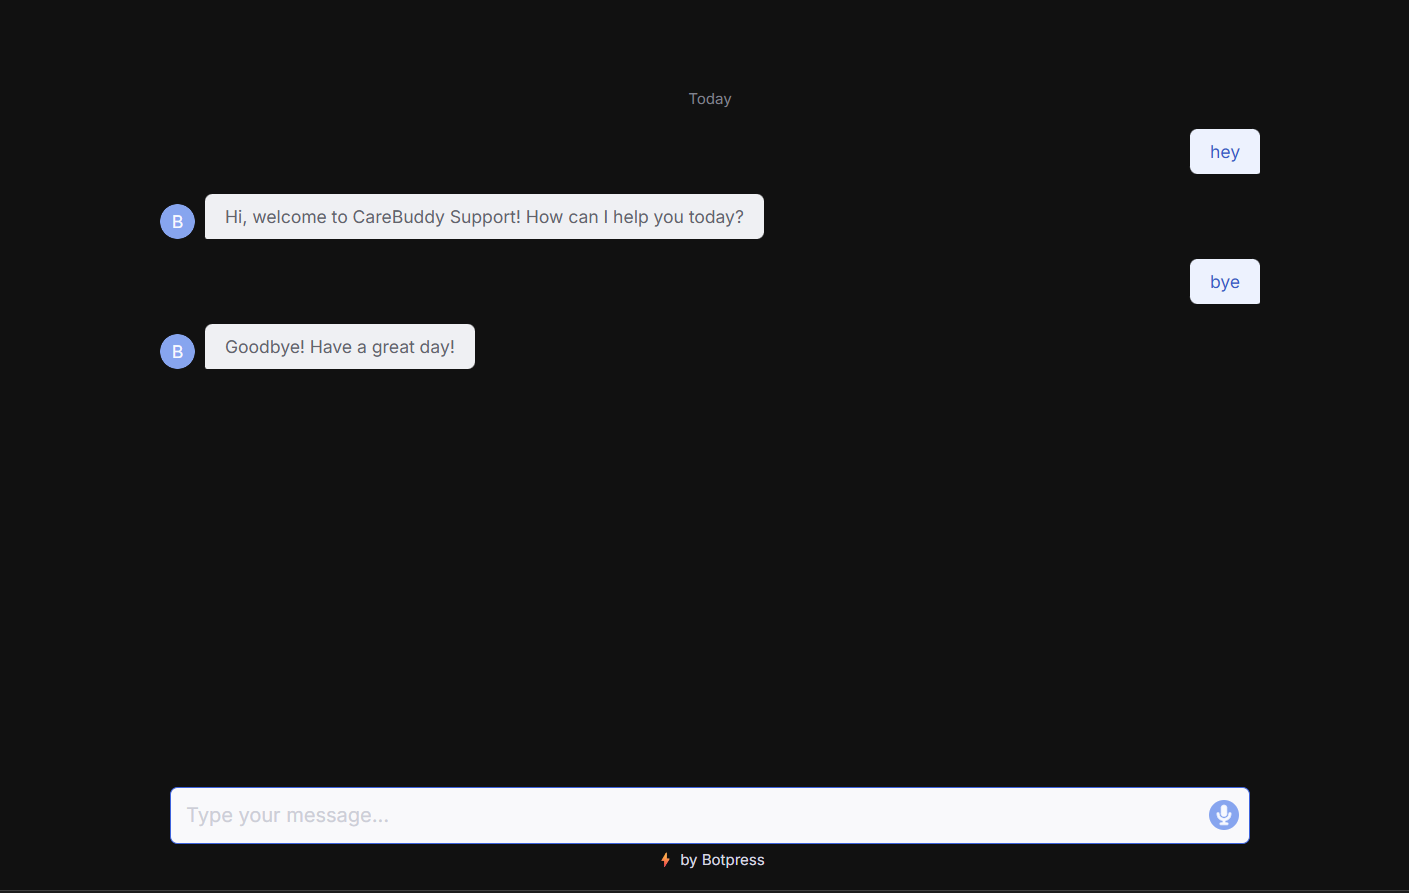 Today
hey
B
Hi, welcome to CareBuddy Support! How can I help you today?
bye
B
Goodbye! Have a great day!
Type your message...
by Botpress